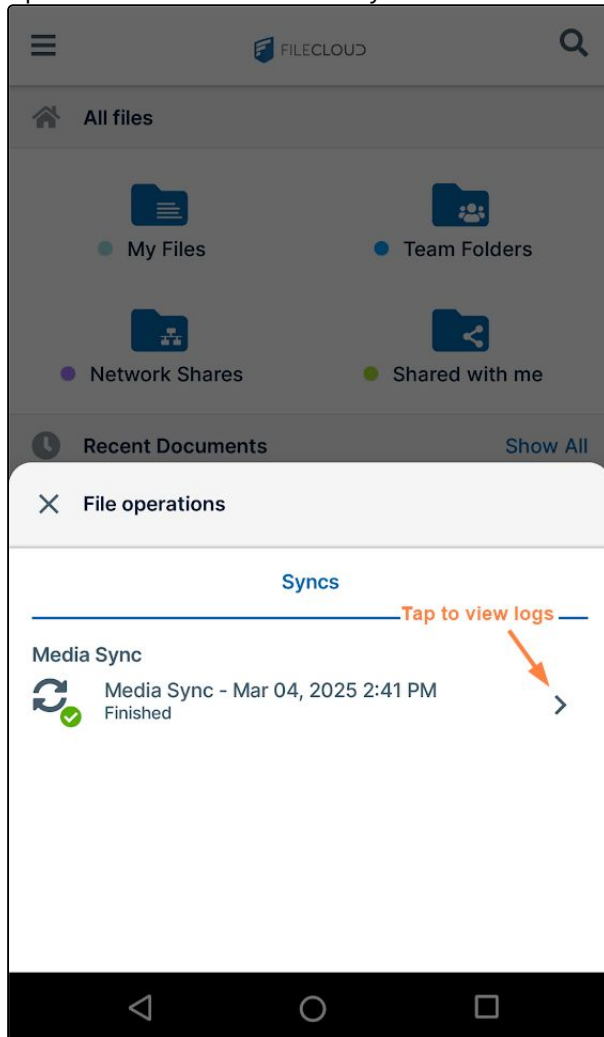 FILECLOUD
All files
My Files
Team Folders
Network Shares
Shared with me
Recent Documents
Show All
File operations
Syncs
Tap to view logs
Media Sync
Media Sync - Mar 04, 2025 2:41 PM
Finished